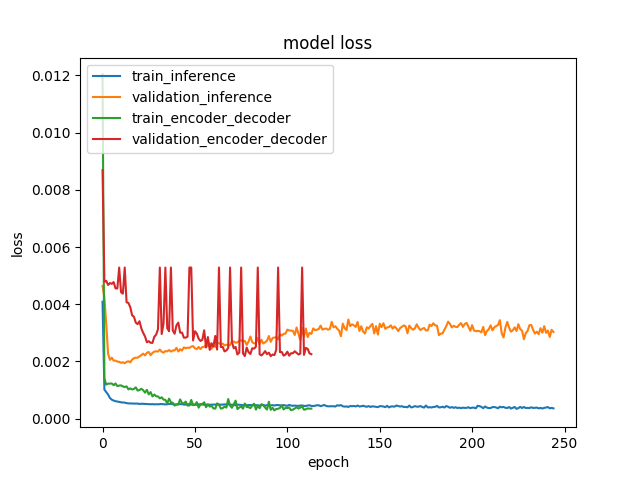 model loss
train_inference
validation_inference
train_encoder_decoder
validation_encoder_decoder
0.012
0.010
0.008
0.006
0.004
0.002
0.000
loss
0 50 100 150 200 250
epoch